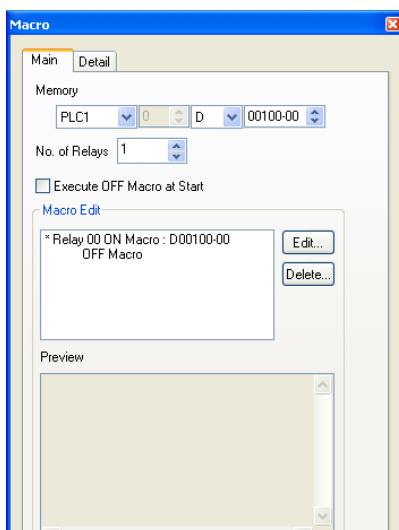 Macro
Main Detail
Memory
PLC1 0 D 00100-00
No. of Relays 1
Execute OFF Macro at Start
Macro Edit
* Relay 00 ON Macro : D00100-00
OFF Macro
Edit...
Delete...
Preview